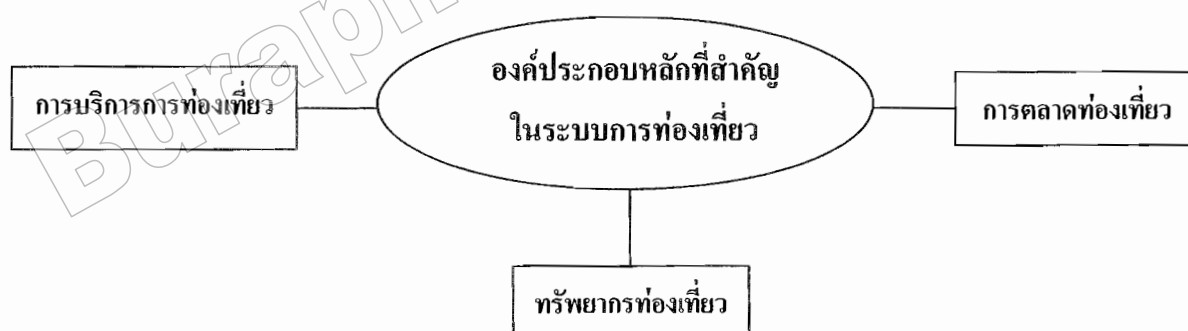 องค์ประกอบหลักที่สำคัญ
ในระบบการท่องเที่ยว
การบริการการท่องเที่ยว
การตลาดท่องเที่ยว
ทรัพยากรท่องเที่ยว